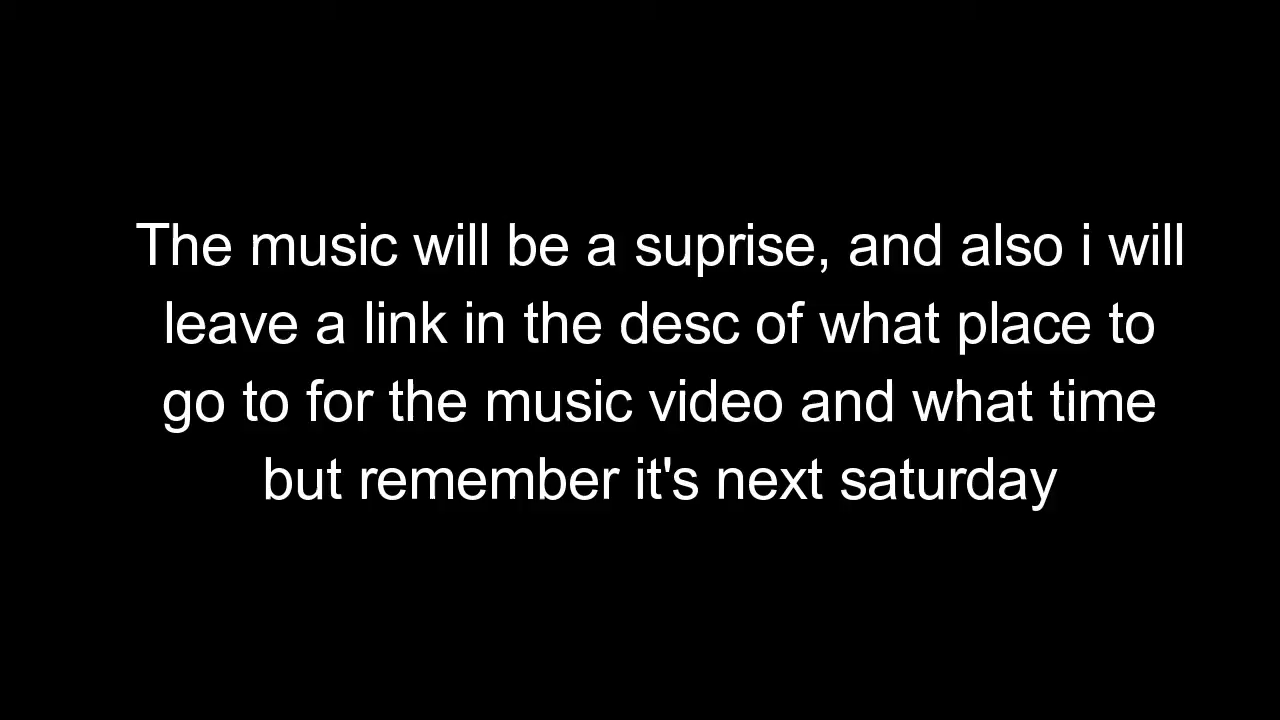 The music will be a suprise, and also i will
leave a link in the desc of what place to
go to for the music video and what time
but remember it's next saturday